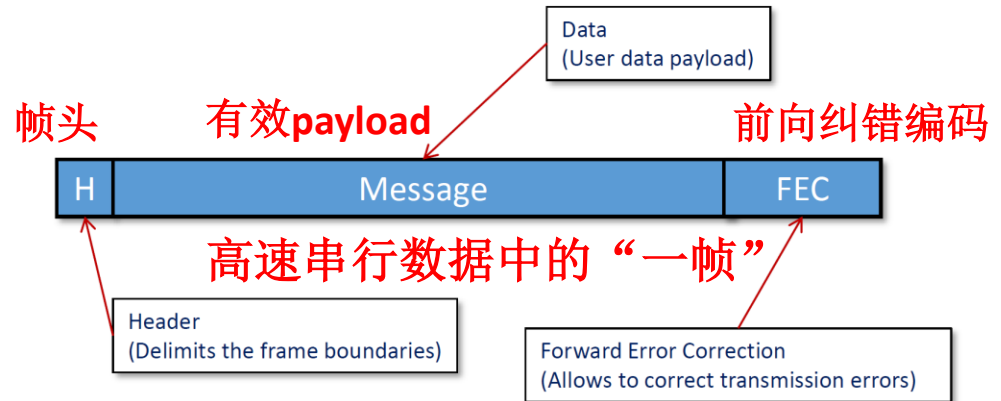 Data
(User data payload)
帧头
有效payload
前向纠错编码
H
Message
FEC
高速串行数据中的“一帧”
Header
(Delimits the frame boundaries)
Forward Error Correction
(Allows to correct transmission errors)